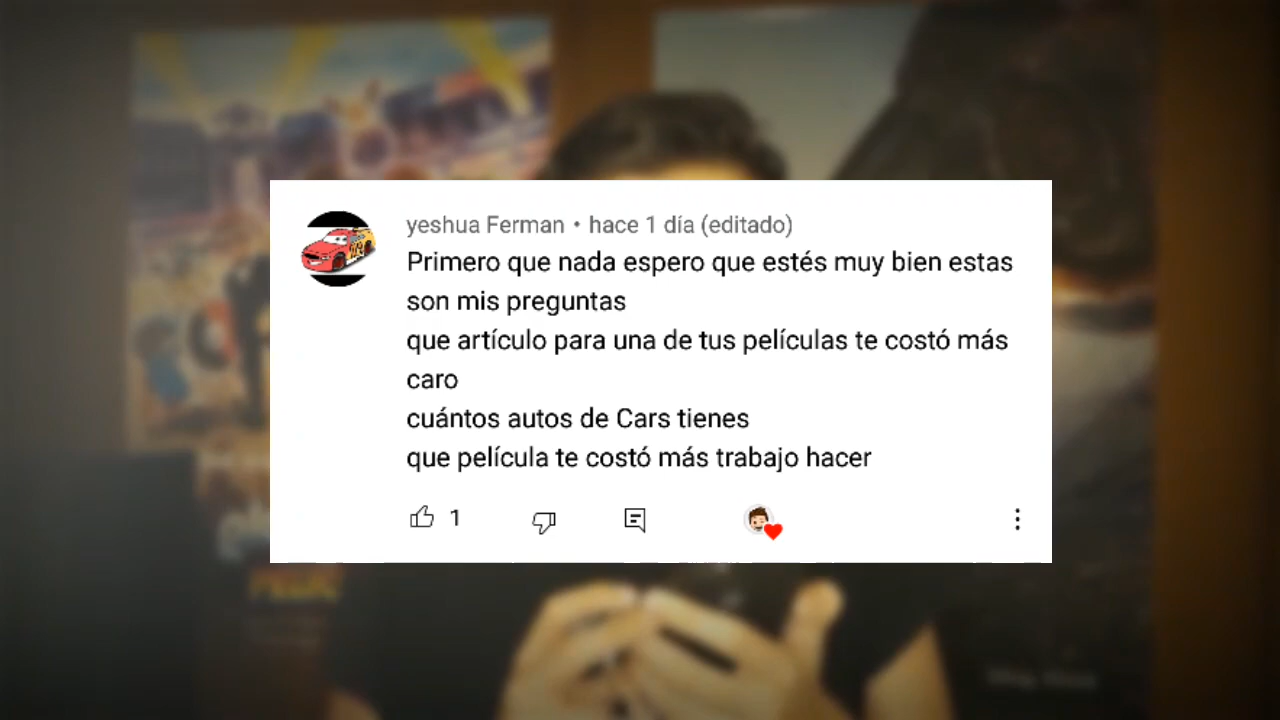 yeshua Ferman • hace 1 día (editado)
Primero que nada espero que estés muy bien estas
son mis preguntas
que artículo para una de tus películas te costó más
caro
cuántos autos de Cars tienes
que película te costó más trabajo hacer
1